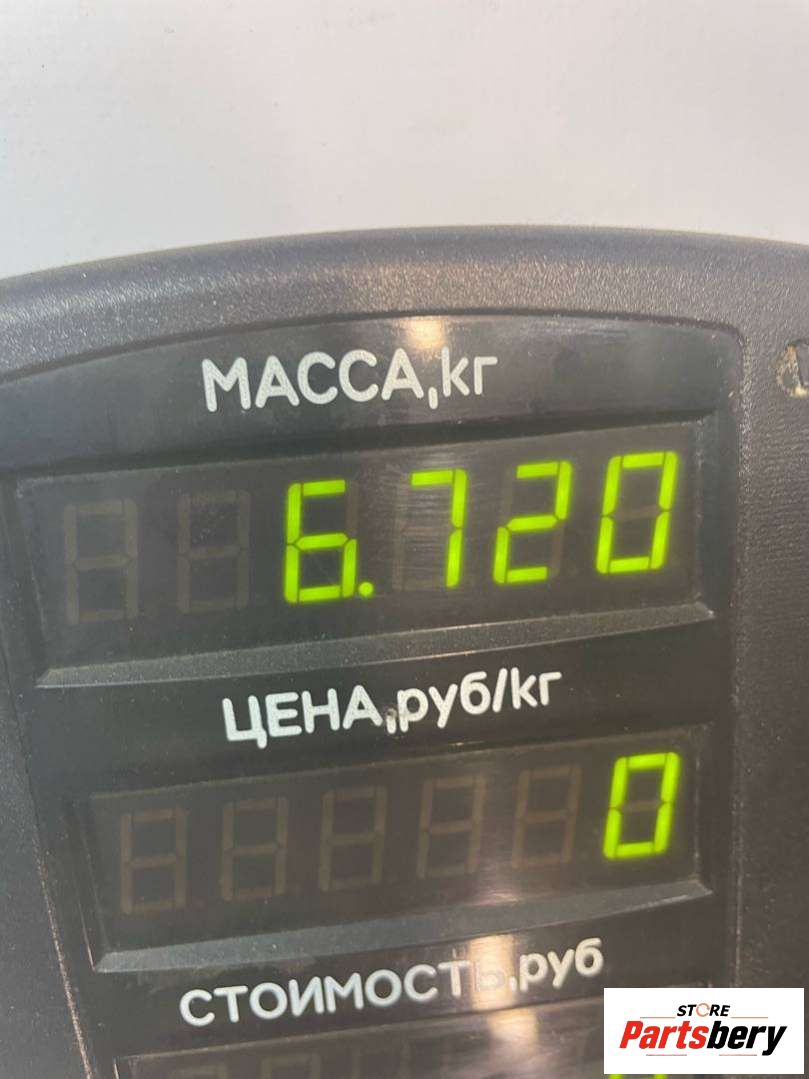 МАССА,кг
6.720
ЦЕНА,руб/кг
0
СТОИМОСТЬ,руб
STORE
Partsbery